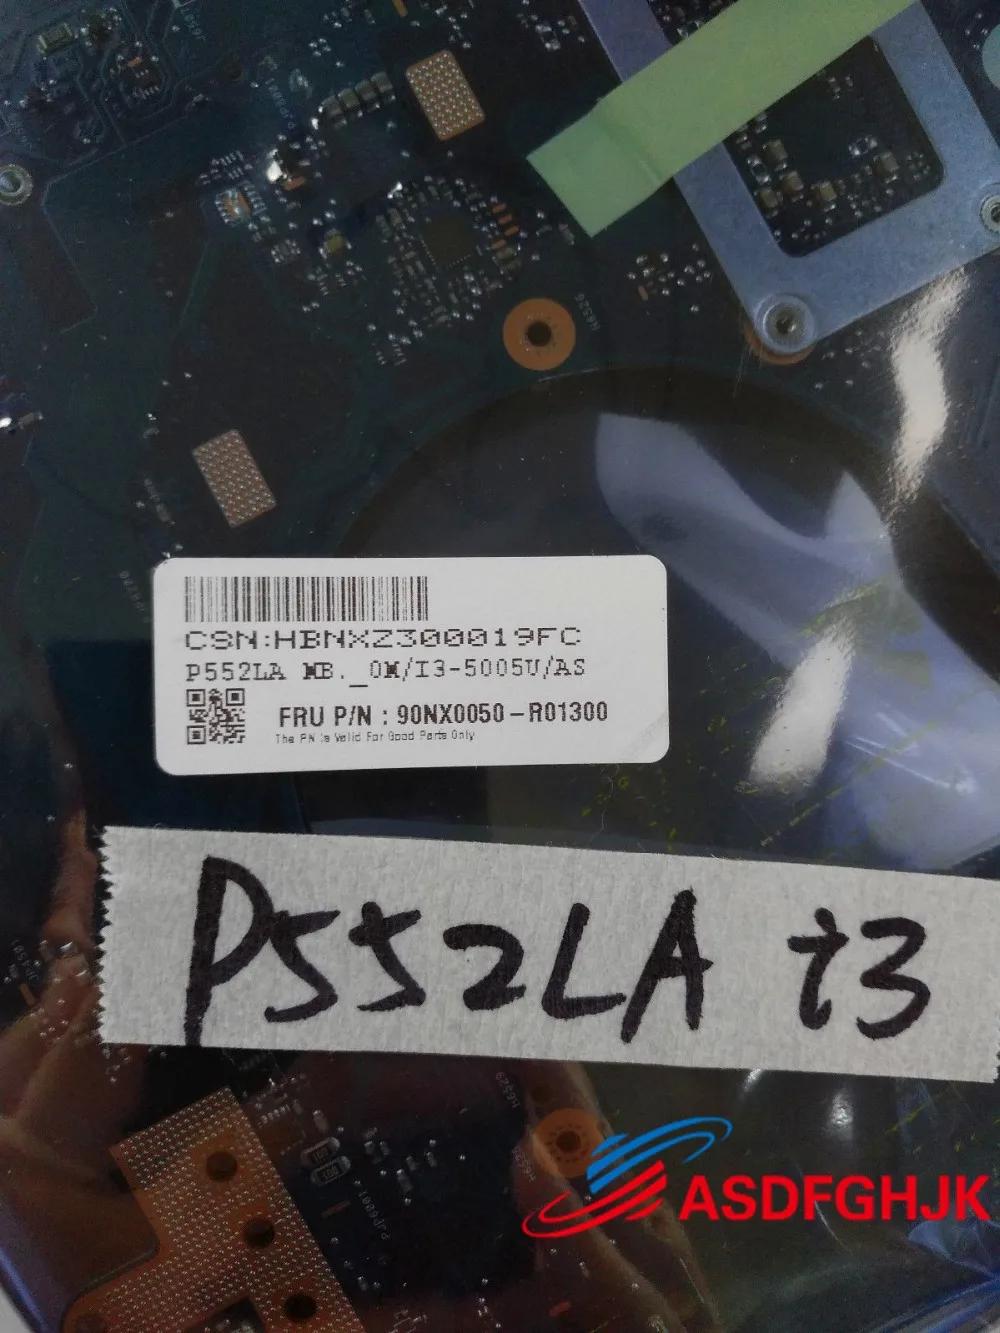 CSN:HBNXZ300019FC
P552LA MB._0M/I3-5005U/AS
FRU P/N : 90NX0050-R01300
The PN is Valid For Good Parts Only
P552LA i3
ASDFGHJK